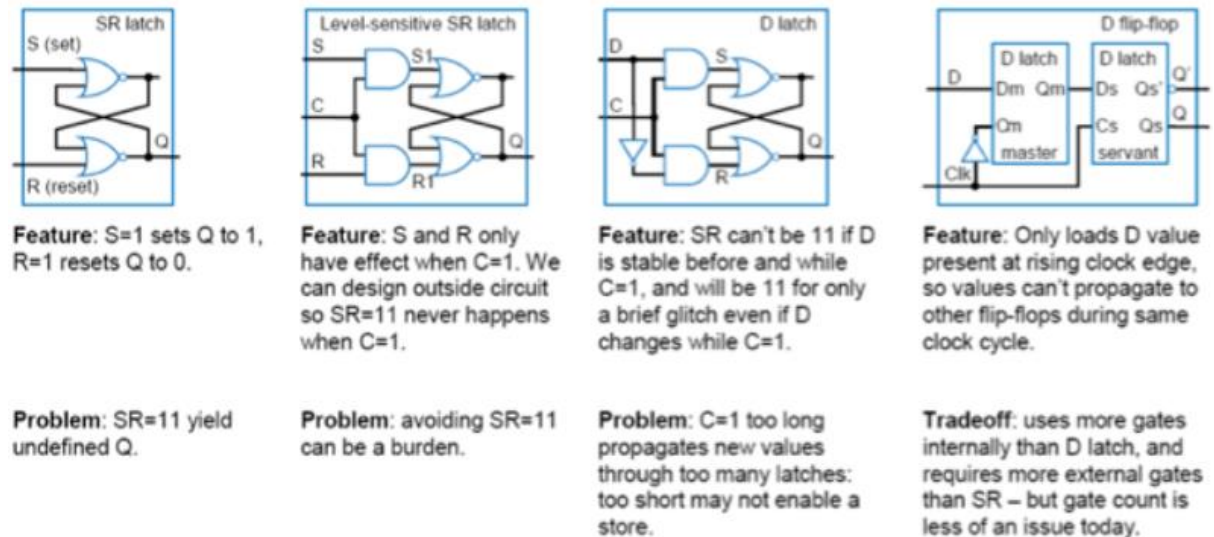 SR latch
S (set)
Q
R (reset)
Level-sensitive SR latch
S
S1
C
Q
R
R1
D latch
D
S
C
Q
R
D flip-flop
D latch
D latch
D
Dm Qm
Ds Qs'
Q'
Q
Cm
Cs Qs
master
servant
Clk
Feature: S=1 sets Q to 1,
R=1 resets Q to 0.
Feature: S and R only
have effect when C=1. We
can design outside circuit
so SR=11 never happens
when C=1.
Feature: SR can't be 11 if D
is stable before and while
C=1, and will be 11 for only
a brief glitch even if D
changes while C=1.
Feature: Only loads D value
present at rising clock edge,
so values can't propagate to
other flip-flops during same
clock cycle.
Problem: SR=11 yield
undefined Q.
Problem: avoiding SR=11
can be a burden.
Problem: C=1 too long
propagates new values
through too many latches:
too short may not enable a
store.
Tradeoff: uses more gates
internally than D latch, and
requires more external gates
than SR – but gate count is
less of an issue today.